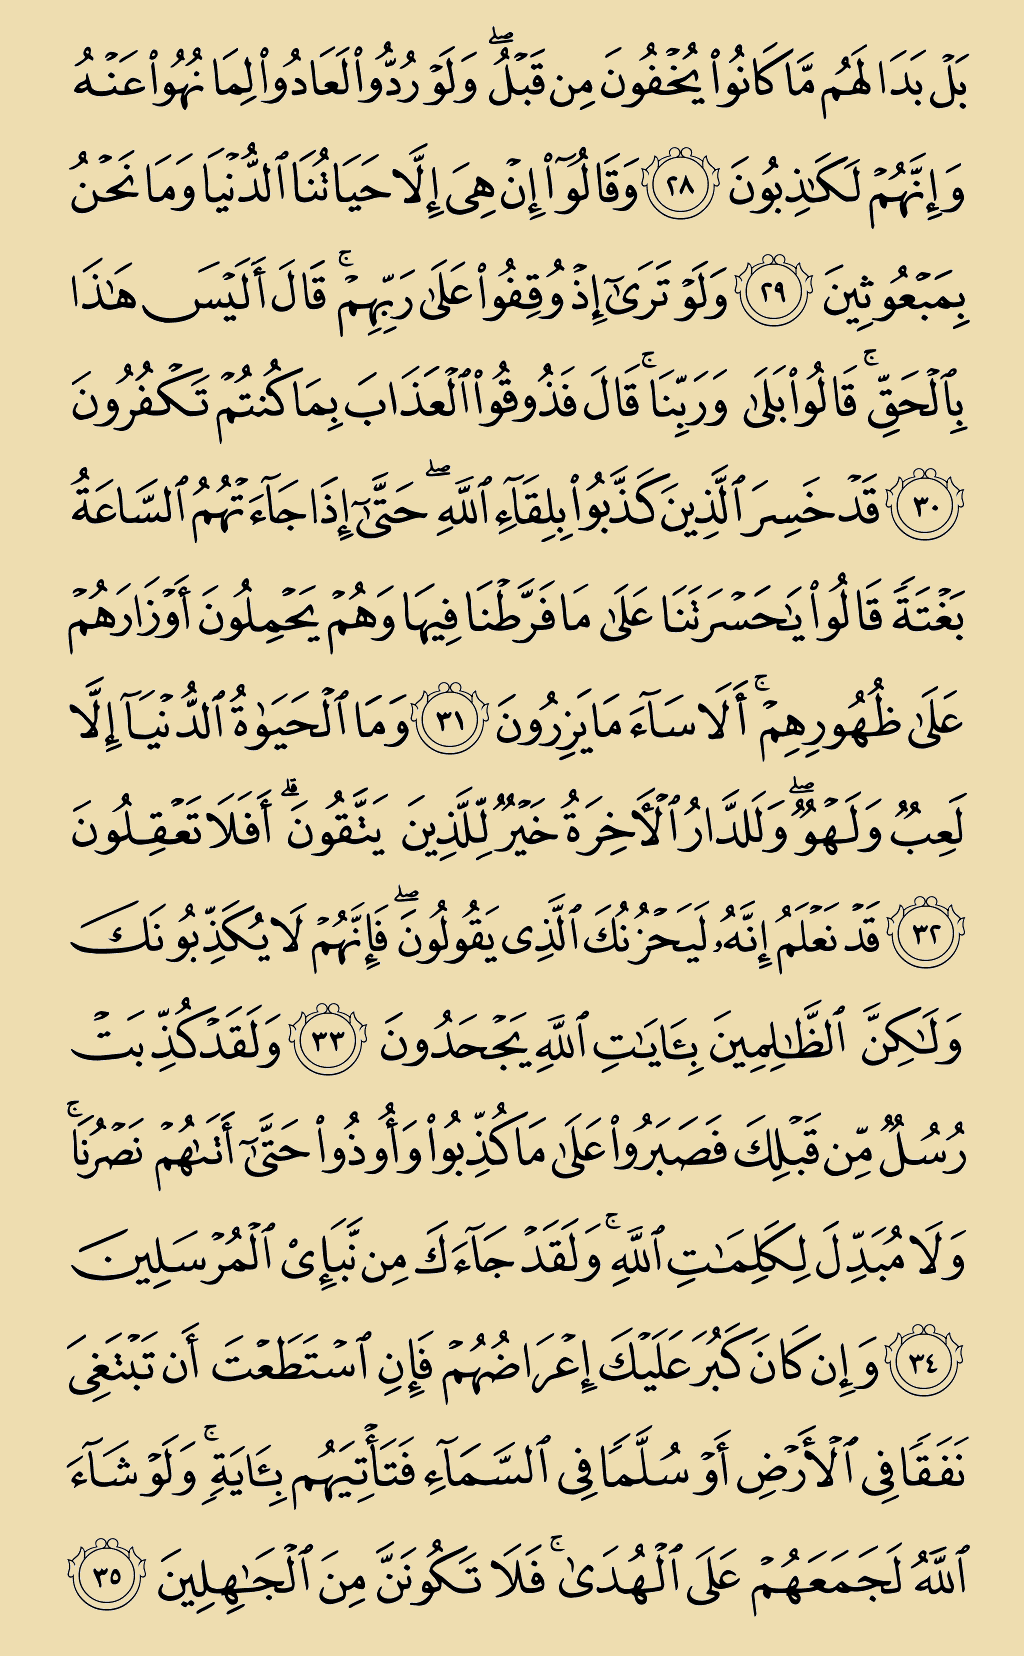 بَلْ بَدَا لَهُم مَّا كَانُوا۟ يُخْفُونَ مِن قَبْلُ ۖ وَلَوْ رُدُّوا۟ لَعَادُوا۟ لِمَا نُهُوا۟ عَنْهُ
وَإِنَّهُمْ لَكَـٰذِبُونَ ٢٨ وَقَالُوٓا۟ إِنْ هِىَ إِلَّا حَيَاتُنَا ٱلدُّنْيَا وَمَا نَحْنُ
بِمَبْعُوثِينَ ٢٩ وَلَوْ تَرَىٰٓ إِذْ وُقِفُوا۟ عَلَىٰ رَبِّهِمْ ۚ قَالَ أَلَيْسَ هَـٰذَا
بِٱلْحَقِّ ۚ قَالُوا۟ بَلَىٰ وَرَبِّنَا ۚ قَالَ فَذُوقُوا۟ ٱلْعَذَابَ بِمَا كُنتُمْ تَكْفُرُونَ
٣٠ قَدْ خَسِرَ ٱلَّذِينَ كَذَّبُوا۟ بِلِقَآءِ ٱللَّهِ ۖ حَتَّىٰٓ إِذَا جَآءَتْهُمُ ٱلسَّاعَةُ
بَغْتَةً قَالُوا۟ يَـٰحَسْرَتَنَا عَلَىٰ مَا فَرَّطْنَا فِيهَا وَهُمْ يَحْمِلُونَ أَوْزَارَهُمْ
عَلَىٰ ظُهُورِهِمْ ۚ أَلَا سَآءَ مَا يَزِرُونَ ٣١ وَمَا ٱلْحَيَوٰةُ ٱلدُّنْيَآ إِلَّا
لَعِبٌ وَلَهْوٌ ۖ وَلَلدَّارُ ٱلْـَٔاخِرَةُ خَيْرٌ لِّلَّذِينَ يَتَّقُونَ ۗ أَفَلَا تَعْقِلُونَ
٣٢ قَدْ نَعْلَمُ إِنَّهُۥ لَيَحْزُنُكَ ٱلَّذِى يَقُولُونَ ۖ فَإِنَّهُمْ لَا يُكَذِّبُونَكَ
وَلَـٰكِنَّ ٱلظَّـٰلِمِينَ بِـَٔايَـٰتِ ٱللَّهِ يَجْحَدُونَ ٣٣ وَلَقَدْ كُذِّبَتْ
رُسُلٌ مِّن قَبْلِكَ فَصَبَرُوا۟ عَلَىٰ مَا كُذِّبُوا۟ وَأُوذُوا۟ حَتَّىٰٓ أَتَىٰهُمْ نَصْرُنَا ۚ
وَلَا مُبَدِّلَ لِكَلِمَـٰتِ ٱللَّهِ ۚ وَلَقَدْ جَآءَكَ مِن نَّبَإِى۟ ٱلْمُرْسَلِينَ
٣٤ وَإِن كَانَ كَبُرَ عَلَيْكَ إِعْرَاضُهُمْ فَإِنِ ٱسْتَطَعْتَ أَن تَبْتَغِىَ
نَفَقًا فِى ٱلْأَرْضِ أَوْ سُلَّمًا فِى ٱلسَّمَآءِ فَتَأْتِيَهُم بِـَٔايَةٍ ۚ وَلَوْ شَآءَ
ٱللَّهُ لَجَمَعَهُمْ عَلَى ٱلْهُدَىٰ ۚ فَلَا تَكُونَنَّ مِنَ ٱلْجَـٰهِلِينَ ٣٥